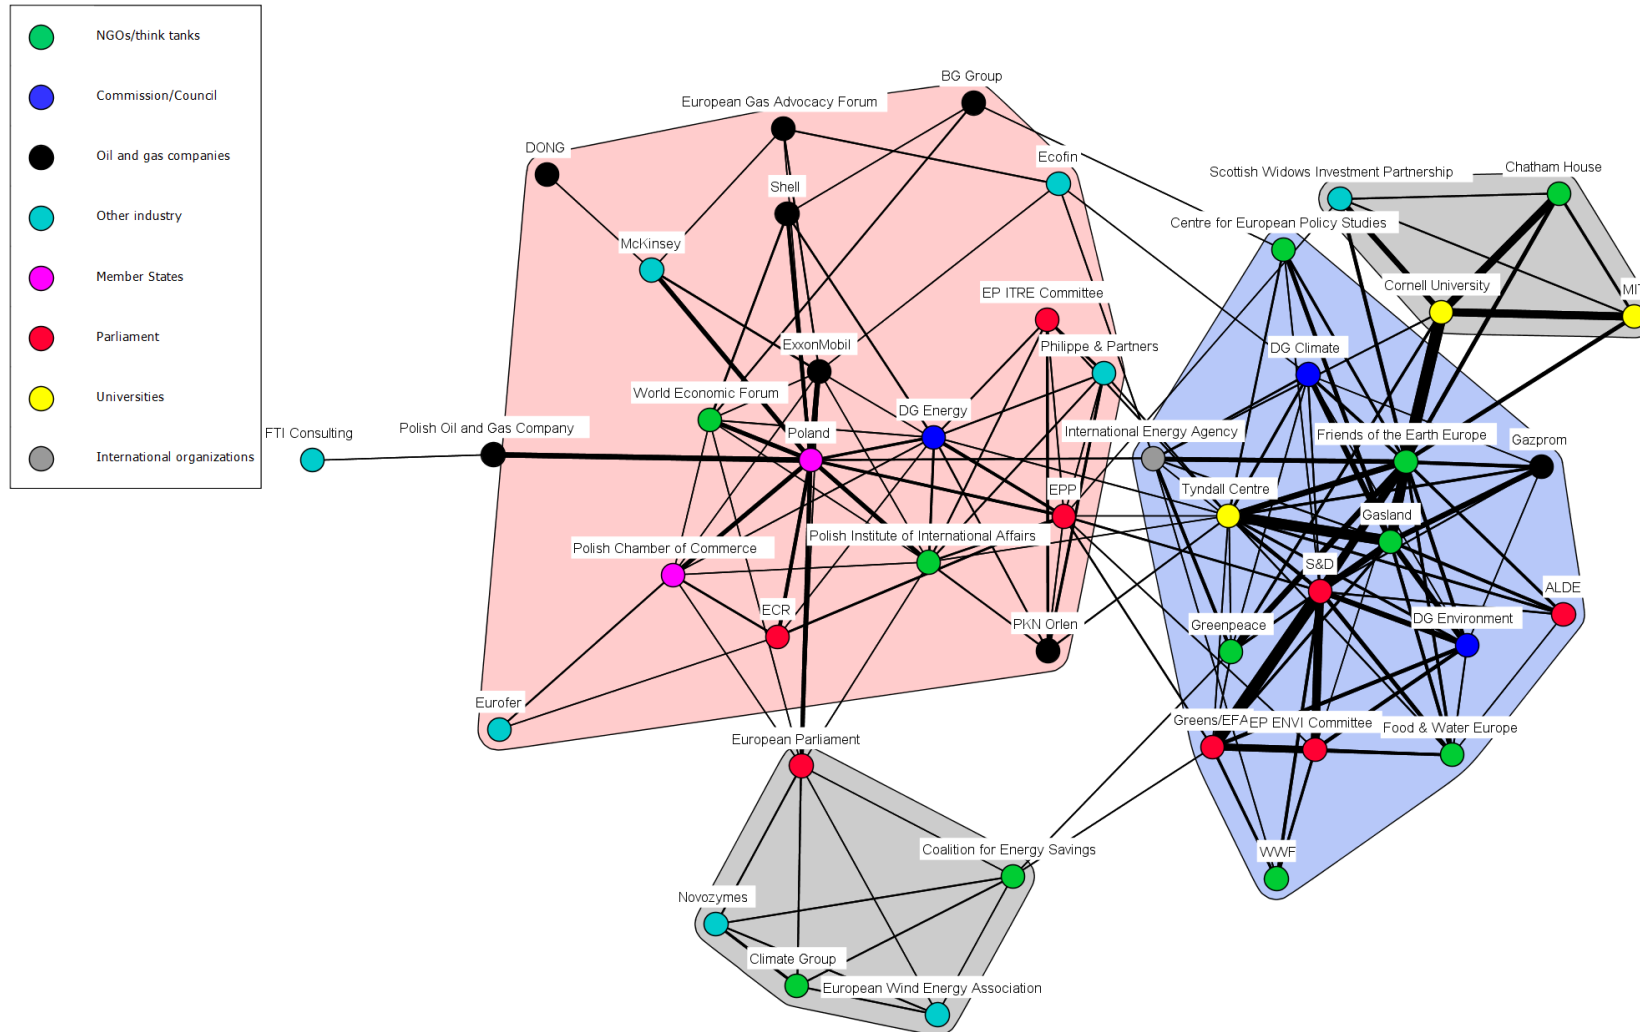 NGOs/think tanks
Commission/Council
Oil and gas companies
Other industry
Member States
Parliament
Universities
International organizations
BG Group
European Gas Advocacy Forum
DONG
Ecofin
Shell
McKinsey
Scottish Widows Investment Partnership
Chatham House
Centre for European Policy Studies
Cornell University
MIT
EP ITRE Committee
Philippe & Partners
DG Climate
ExxonMobil
World Economic Forum
DG Energy
Poland
Polish Oil and Gas Company
FTI Consulting
International Energy Agency
Friends of the Earth Europe
Gazprom
Tyndall Centre
EPP
Gasland
Polish Institute of International Affairs
Polish Chamber of Commerce
S&D
ECR
PKN Orlen
Greenpeace
DG Environment
ALDE
Eurofer
European Parliament
Greens/EFA
EP ENVI Committee
Food & Water Europe
Coalition for Energy Savings
WWF
Novozymes
Climate Group
European Wind Energy Association